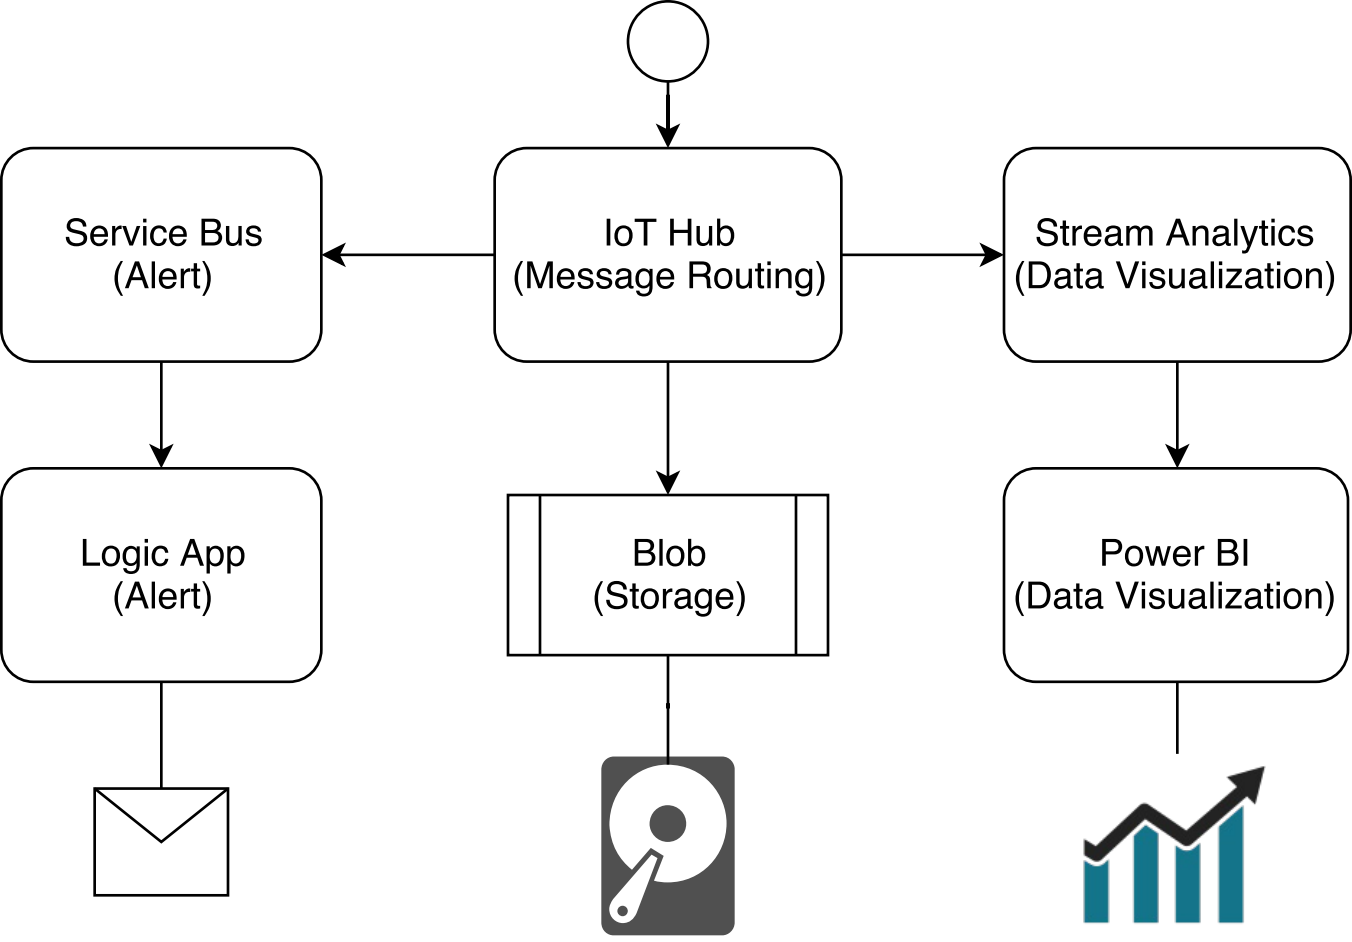 Service Bus
(Alert)
IoT Hub
(Message Routing)
Stream Analytics
(Data Visualization)
Logic App
(Alert)
Blob
(Storage)
Power BI
(Data Visualization)